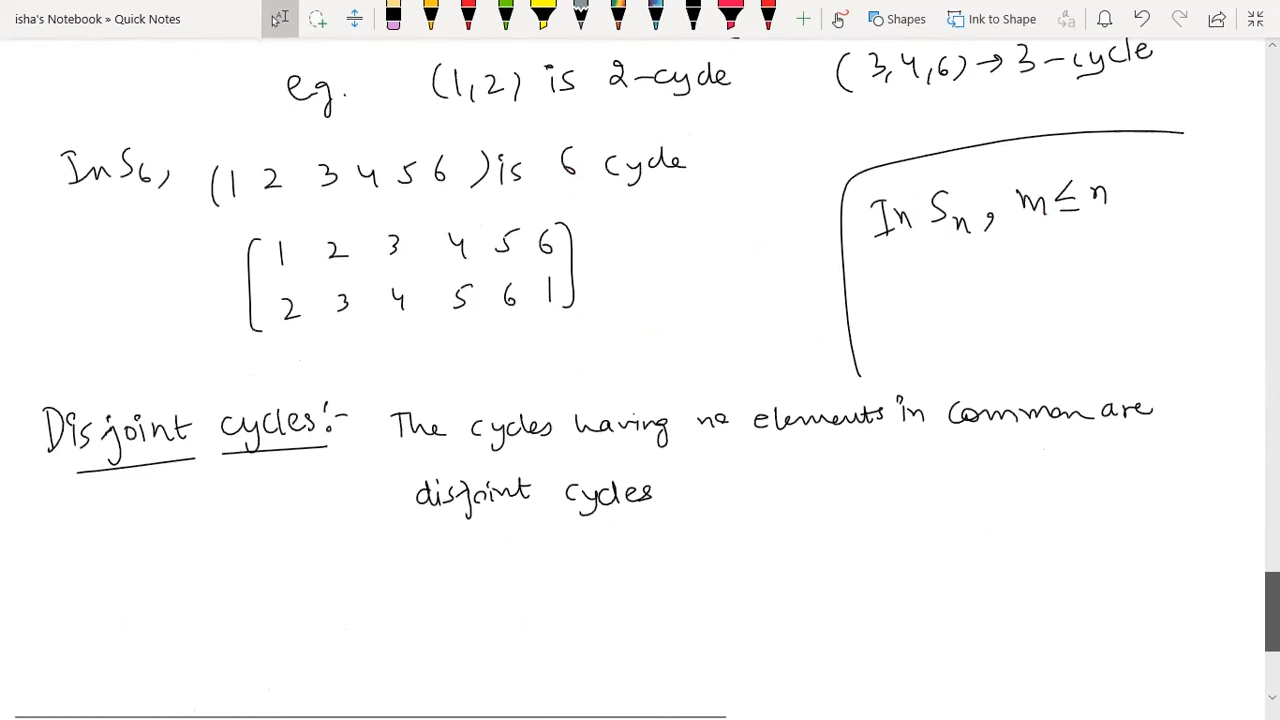 isha's Notebook » Quick Notes
Shapes
Ink to Shape
eg. (1,2) is 2-cycle
(3,4,6) → 3-cycle
In S6, (1 2 3 4 5 6) is 6 cycle
[1 2 3 4 5 6
2 3 4 5 6 1]
In Sn, m ≤ n
Disjoint cycles:- The cycles having no elements in common are
disjoint cycles